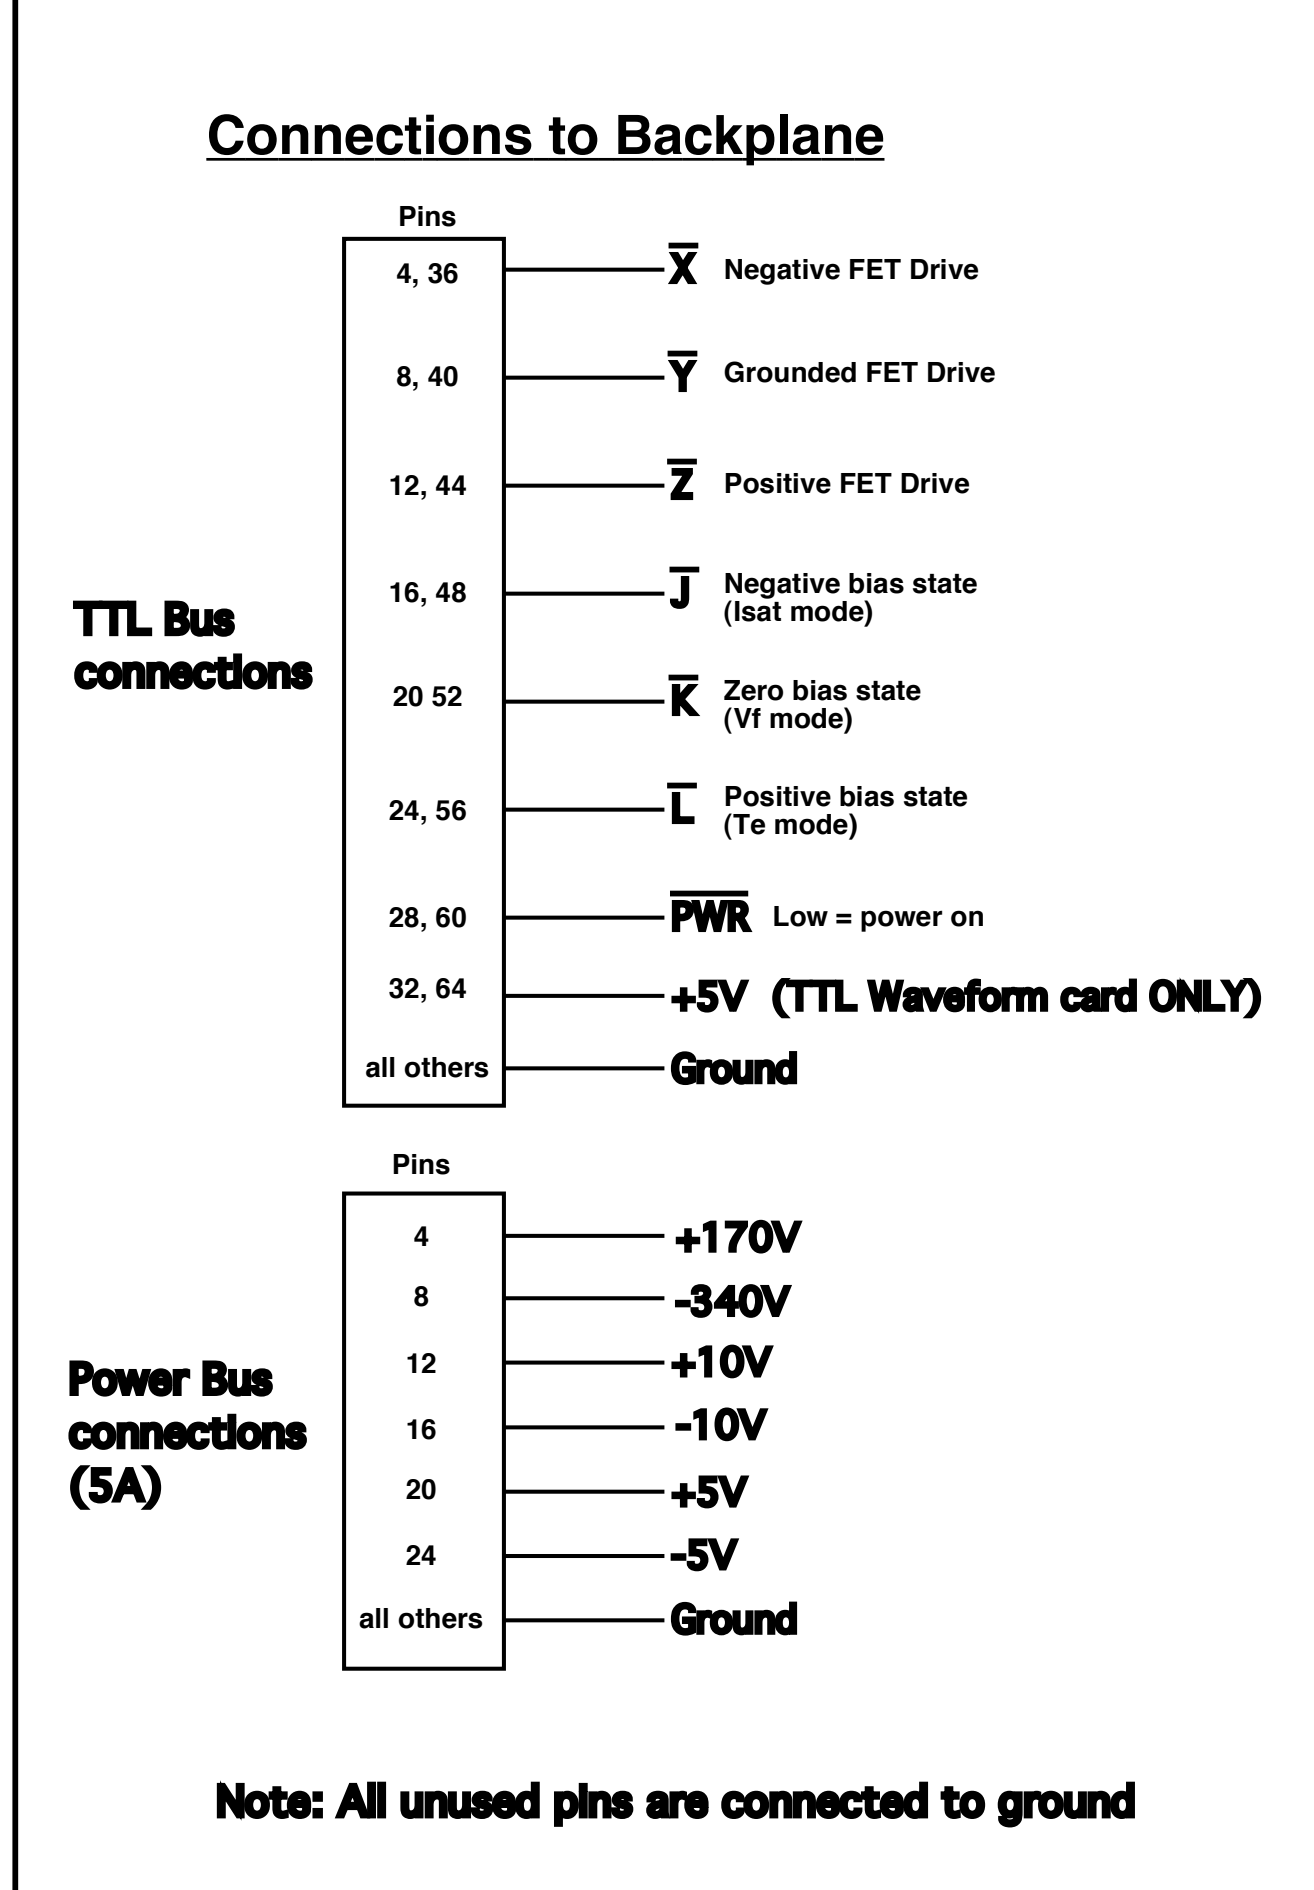 Connections to Backplane
Pins
4, 36 X̅ Negative FET Drive
8, 40 Y̅ Grounded FET Drive
12, 44 Z̅ Positive FET Drive
16, 48 J̅ Negative bias state
(Isat mode)
TTL Bus
connections
20 52 K̅ Zero bias state
(Vf mode)
24, 56 L̅ Positive bias state
(Te mode)
28, 60 P̅W̅R̅ Low = power on
32, 64 +5V (TTL Waveform card ONLY)
all others Ground
Pins
4 +170V
8 -340V
12 +10V
Power Bus
connections
(5A)
16 -10V
20 +5V
24 -5V
all others Ground
Note: All unused pins are connected to ground